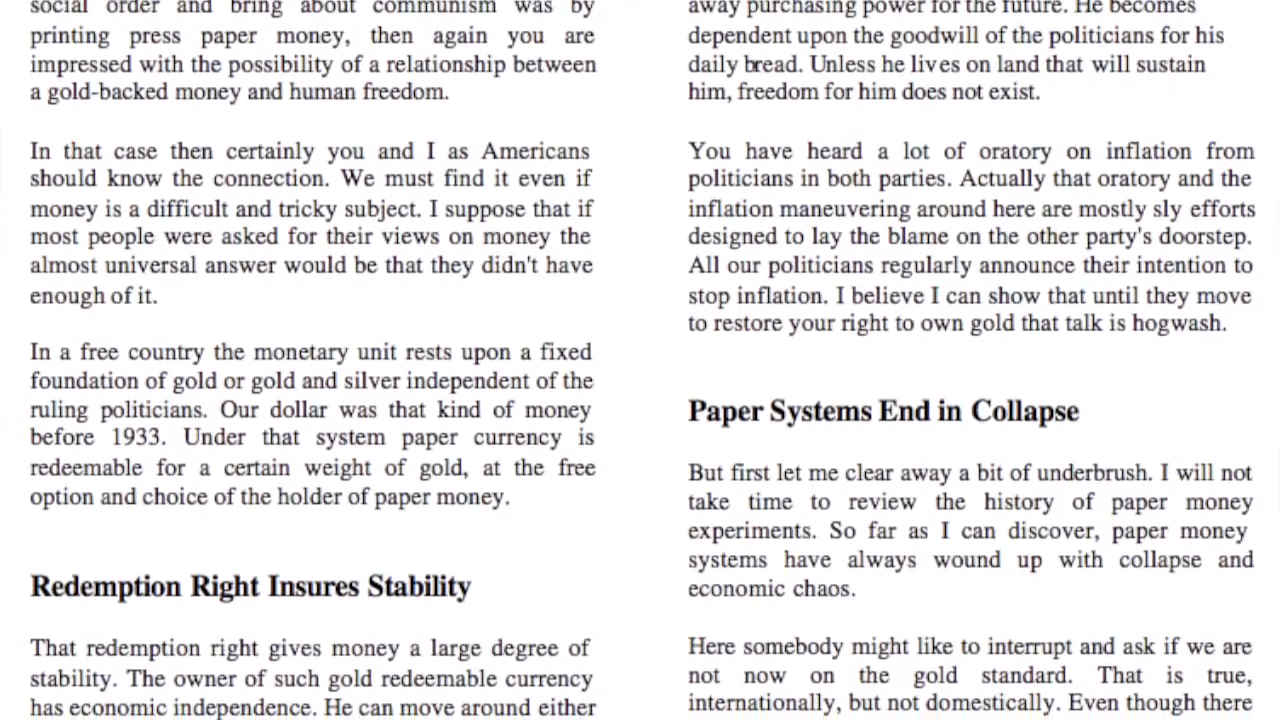 social order and bring about communism was by
printing press paper money, then again you are
impressed with the possibility of a relationship between
a gold-backed money and human freedom.
In that case then certainly you and I as Americans
should know the connection. We must find it even if
money is a difficult and tricky subject. I suppose that if
most people were asked for their views on money the
almost universal answer would be that they didn't have
enough of it.
In a free country the monetary unit rests upon a fixed
foundation of gold or gold and silver independent of the
ruling politicians. Our dollar was that kind of money
before 1933. Under that system paper currency is
redeemable for a certain weight of gold, at the free
option and choice of the holder of paper money.
Redemption Right Insures Stability
That redemption right gives money a large degree of
stability. The owner of such gold redeemable currency
has economic independence. He can move around either
away purchasing power for the future. He becomes
dependent upon the goodwill of the politicians for his
daily bread. Unless he lives on land that will sustain
him, freedom for him does not exist.
You have heard a lot of oratory on inflation from
politicians in both parties. Actually that oratory and the
inflation maneuvering around here are mostly sly efforts
designed to lay the blame on the other party's doorstep.
All our politicians regularly announce their intention to
stop inflation. I believe I can show that until they move
to restore your right to own gold that talk is hogwash.
Paper Systems End in Collapse
But first let me clear away a bit of underbrush. I will not
take time to review the history of paper money
experiments. So far as I can discover, paper money
systems have always wound up with collapse and
economic chaos.
Here somebody might like to interrupt and ask if we are
not now on the gold standard. That is true,
internationally, but not domestically. Even though there